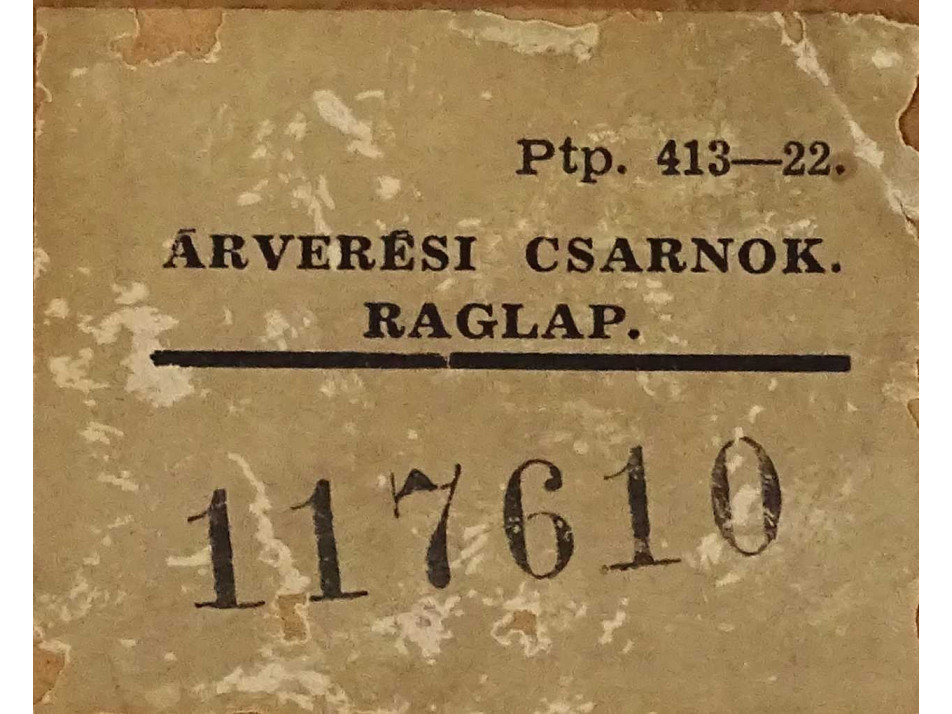 Ptp. 413—22.
ÁRVERÉSI CSARNOK.
RAGLAP.
117610